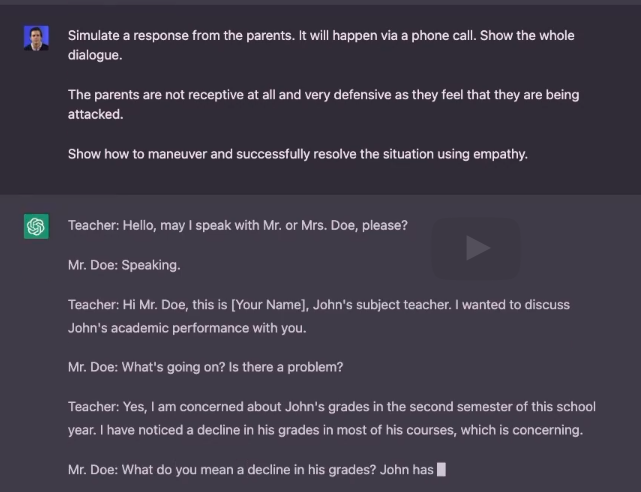 Simulate a response from the parents. It will happen via a phone call. Show the whole
dialogue.
The parents are not receptive at all and very defensive as they feel that they are being
attacked.
Show how to maneuver and successfully resolve the situation using empathy.
Teacher: Hello, may I speak with Mr. or Mrs. Doe, please?
Mr. Doe: Speaking.
Teacher: Hi Mr. Doe, this is [Your Name], John's subject teacher. I wanted to discuss
John's academic performance with you.
Mr. Doe: What's going on? Is there a problem?
Teacher: Yes, I am concerned about John's grades in the second semester of this school
year. I have noticed a decline in his grades in most of his courses, which is concerning.
Mr. Doe: What do you mean a decline in his grades? John has